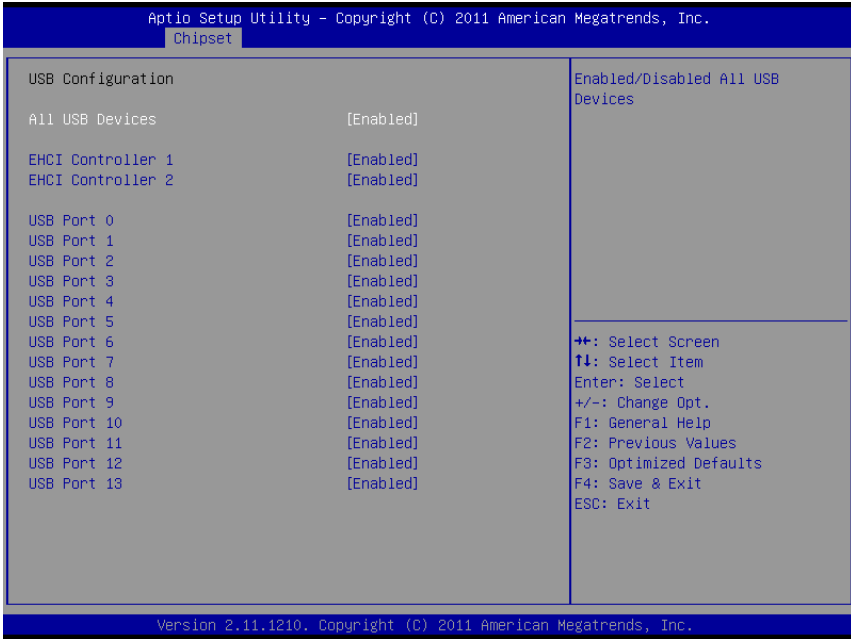 Aptio Setup Utility – Copyright (C) 2011 American Megatrends, Inc.
Chipset
USB Configuration
All USB Devices [Enabled]
EHCI Controller 1 [Enabled]
EHCI Controller 2 [Enabled]
USB Port 0 [Enabled]
USB Port 1 [Enabled]
USB Port 2 [Enabled]
USB Port 3 [Enabled]
USB Port 4 [Enabled]
USB Port 5 [Enabled]
USB Port 6 [Enabled]
USB Port 7 [Enabled]
USB Port 8 [Enabled]
USB Port 9 [Enabled]
USB Port 10 [Enabled]
USB Port 11 [Enabled]
USB Port 12 [Enabled]
USB Port 13 [Enabled]
Enabled/Disabled All USB
Devices
→←: Select Screen
↑↓: Select Item
Enter: Select
+/-: Change Opt.
F1: General Help
F2: Previous Values
F3: Optimized Defaults
F4: Save & Exit
ESC: Exit
Version 2.11.1210. Copyright (C) 2011 American Megatrends, Inc.